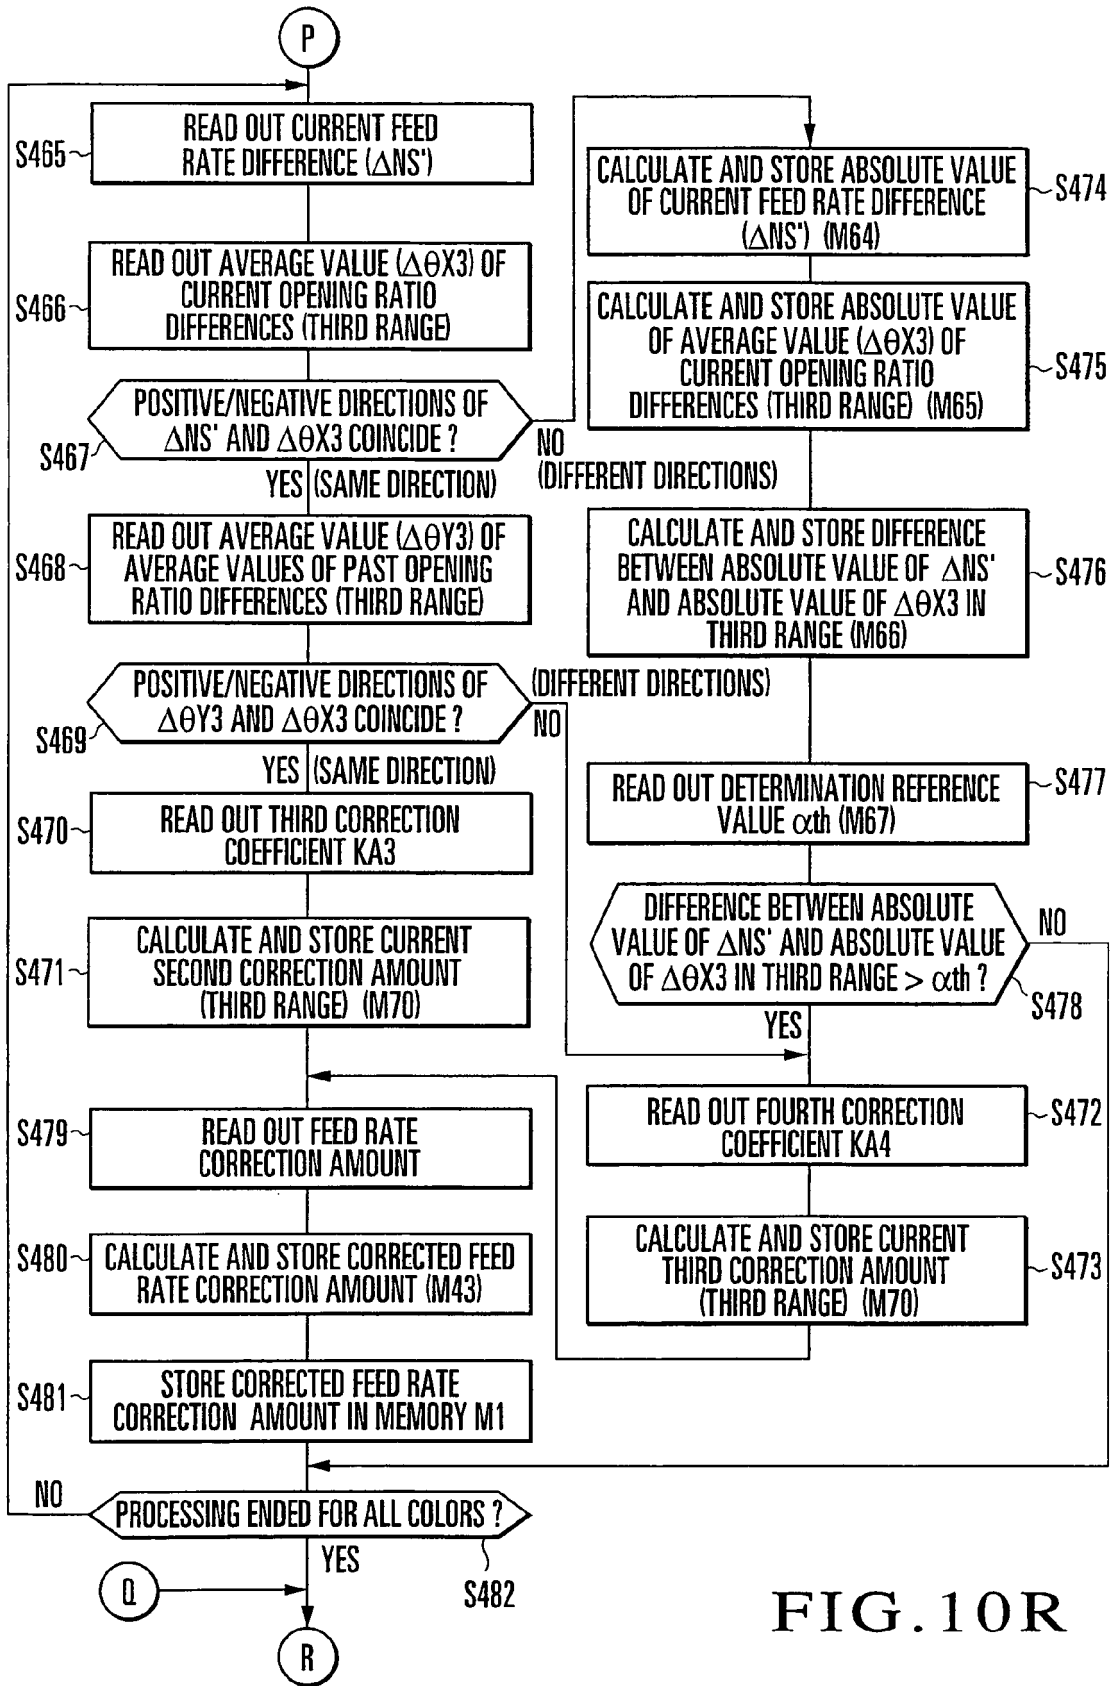 P
S465
READ OUT CURRENT FEED
RATE DIFFERENCE (ΔNS')
S466
READ OUT AVERAGE VALUE (ΔθX3) OF
CURRENT OPENING RATIO
DIFFERENCES (THIRD RANGE)
S467
POSITIVE/NEGATIVE DIRECTIONS OF
ΔNS' AND ΔθX3 COINCIDE ?
NO
(DIFFERENT DIRECTIONS)
YES (SAME DIRECTION)
S468
READ OUT AVERAGE VALUE (ΔθY3) OF
AVERAGE VALUES OF PAST OPENING
RATIO DIFFERENCES (THIRD RANGE)
S469
POSITIVE/NEGATIVE DIRECTIONS OF
ΔθY3 AND ΔθX3 COINCIDE ?
(DIFFERENT DIRECTIONS)
NO
YES (SAME DIRECTION)
S470
READ OUT THIRD CORRECTION
COEFFICIENT KA3
S471
CALCULATE AND STORE CURRENT
SECOND CORRECTION AMOUNT
(THIRD RANGE) (M70)
S479
READ OUT FEED RATE
CORRECTION AMOUNT
S480
CALCULATE AND STORE CORRECTED FEED
RATE CORRECTION AMOUNT (M43)
S481
STORE CORRECTED FEED RATE
CORRECTION AMOUNT IN MEMORY M1
NO
PROCESSING ENDED FOR ALL COLORS ?
S482
YES
Q
R
CALCULATE AND STORE ABSOLUTE VALUE
OF CURRENT FEED RATE DIFFERENCE
(ΔNS') (M64)
S474
CALCULATE AND STORE ABSOLUTE VALUE
OF AVERAGE VALUE (ΔθX3) OF
CURRENT OPENING RATIO
DIFFERENCES (THIRD RANGE) (M65)
S475
CALCULATE AND STORE DIFFERENCE
BETWEEN ABSOLUTE VALUE OF ΔNS'
AND ABSOLUTE VALUE OF ΔθX3 IN
THIRD RANGE (M66)
S476
READ OUT DETERMINATION REFERENCE
VALUE αth (M67)
S477
DIFFERENCE BETWEEN ABSOLUTE
VALUE OF ΔNS' AND ABSOLUTE VALUE
OF ΔθX3 IN THIRD RANGE > αth ?
NO
S478
YES
READ OUT FOURTH CORRECTION
COEFFICIENT KA4
S472
CALCULATE AND STORE CURRENT
THIRD CORRECTION AMOUNT
(THIRD RANGE) (M70)
S473
FIG.10R